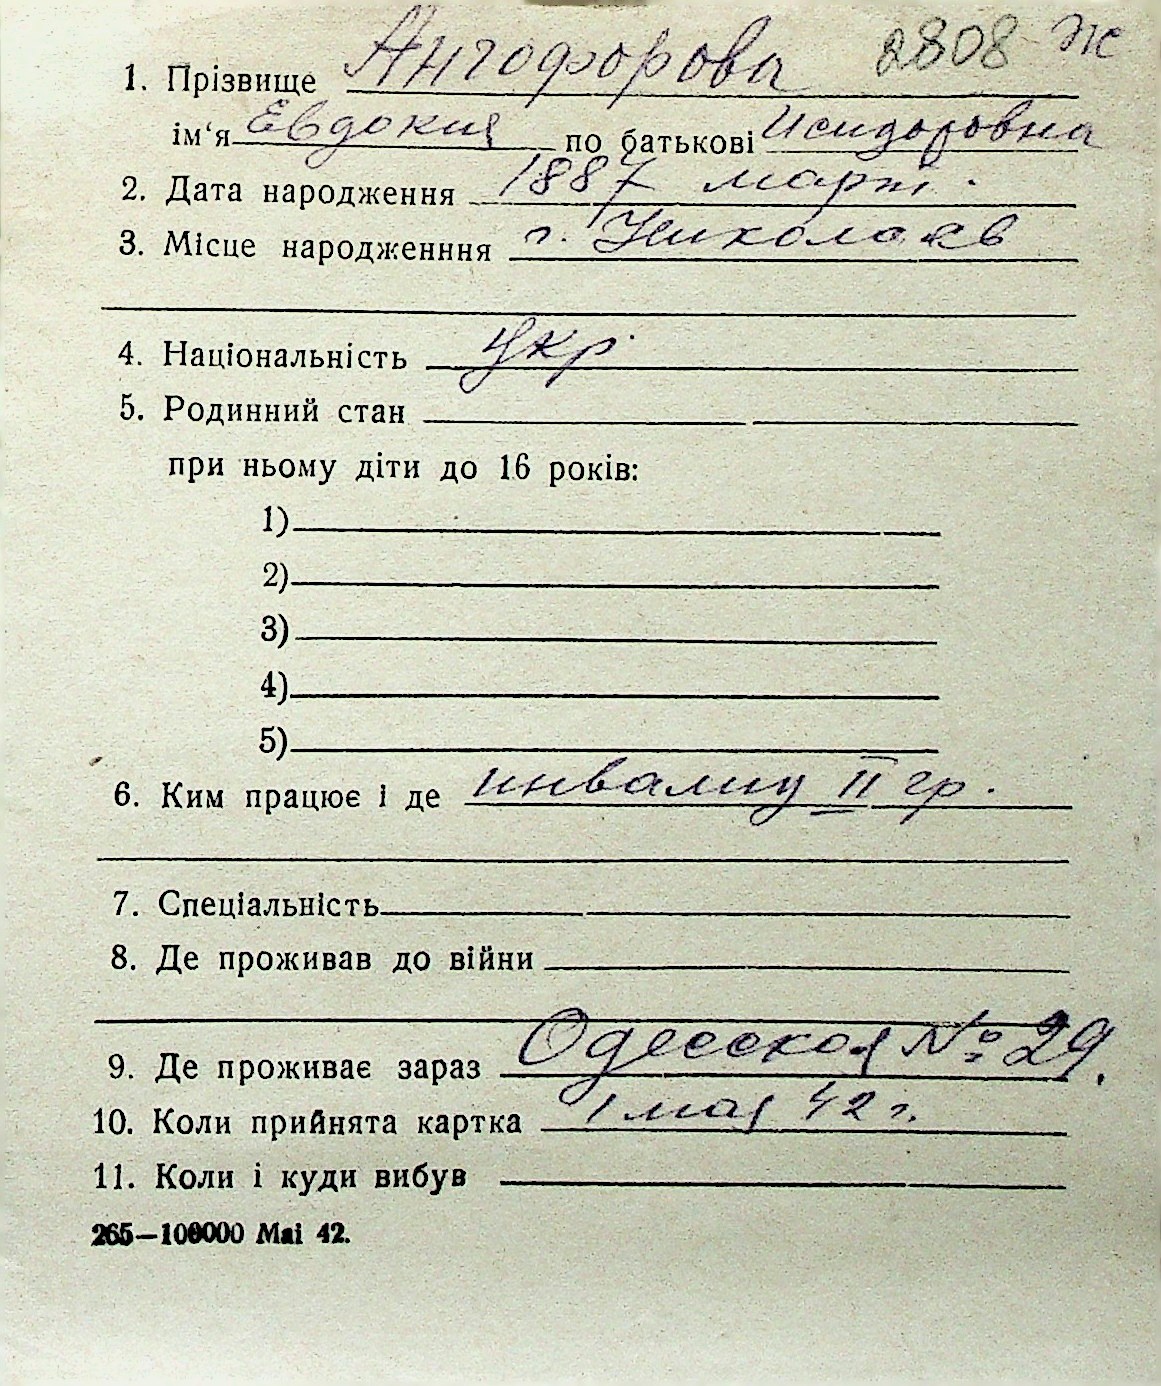 2808 Ж
1. Прізвище Ангофорова
ім'я Евдокия по батькові Исидоровна
2. Дата народження 1887 март.
3. Місце народженння г. Николаев
4. Національність Укр.
5. Родинний стан
при ньому діти до 16 років:
1)
2)
3)
4)
5)
6. Ким працює і де инвалид II гр.
7. Спеціальність
8. Де проживав до війни
9. Де проживає зараз Одесская № 29.
10. Коли прийнята картка 1 мая 42 г.
11. Коли і куди вибув
265—100000 Маі 42.